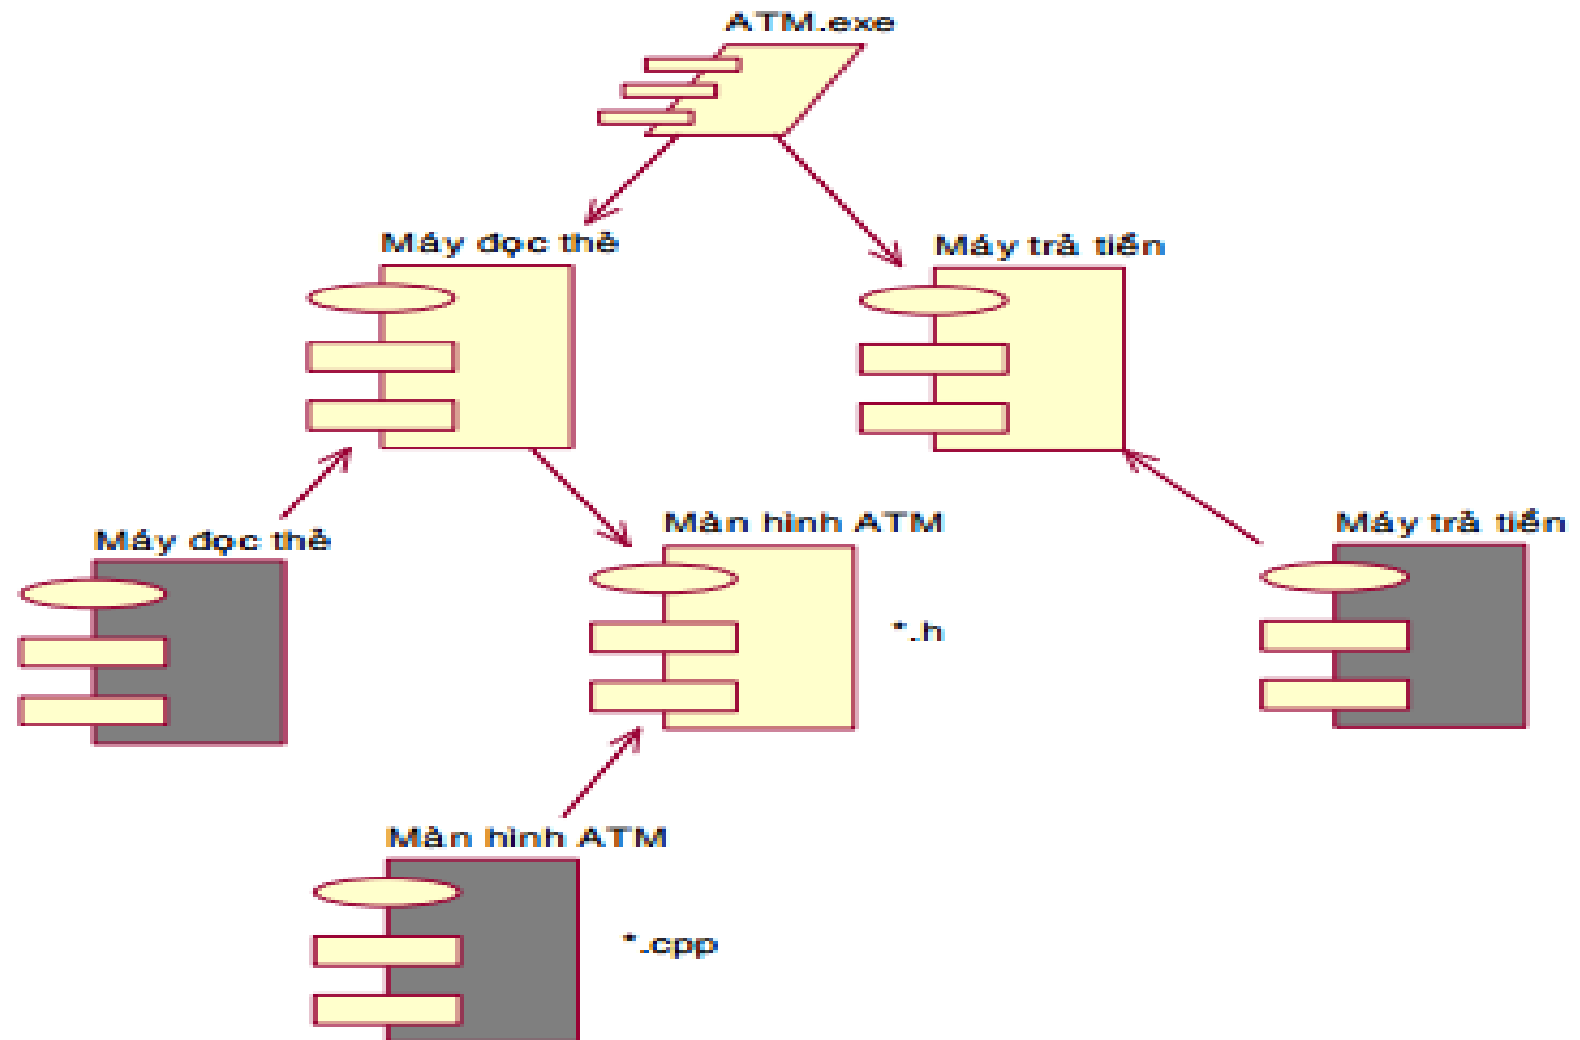 ATM.exe
Máy đọc thẻ
Máy trả tiền
Màn hình ATM
Máy trả tiền
Máy đọc thẻ
*.h
Màn hình ATM
*.cpp